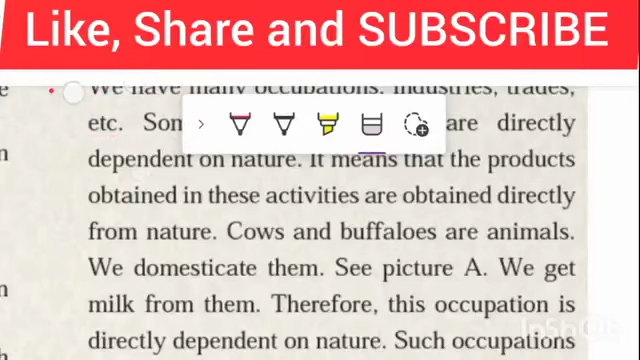 Like, Share and SUBSCRIBE
We have many occupations, industries, trades,
etc. Som are directly
dependent on nature. It means that the products
obtained in these activities are obtained directly
from nature. Cows and buffaloes are animals.
We domesticate them. See picture A. We get
milk from them. Therefore, this occupation is
directly dependent on nature. Such occupations
InShOt